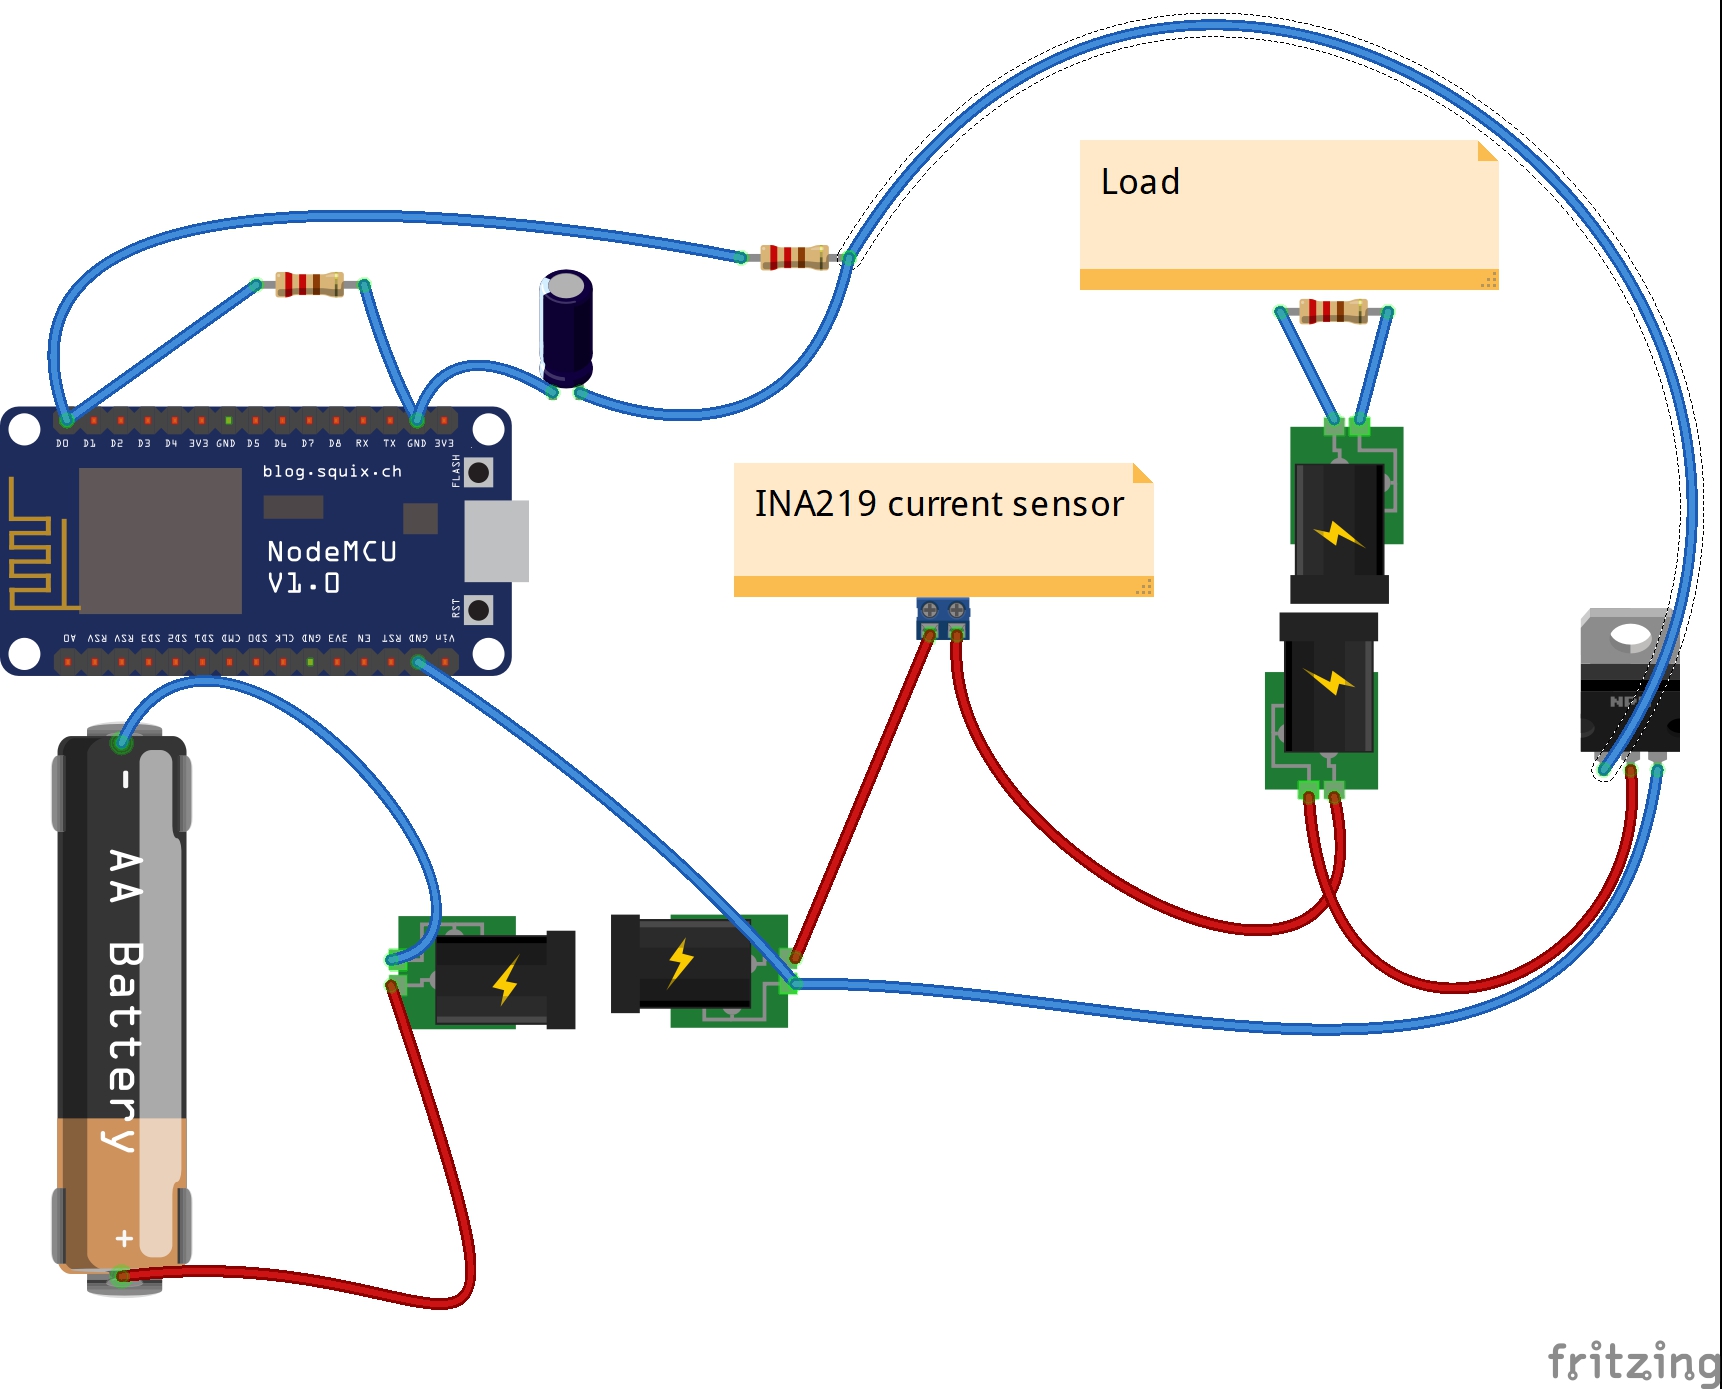 Load
D0 D1 D2 D3 D4 3V3 GND D5 D6 D7 D8 RX TX GND 3V3
blog.squix.ch
FLASH
INA219 current sensor
NodeMCU
V1.0
RST
A0 RSV RSV SD3 SD2 SD1 CMD SD0 CLK GND 3V3 EN RST GND Vin
- AA Battery +
fritzing